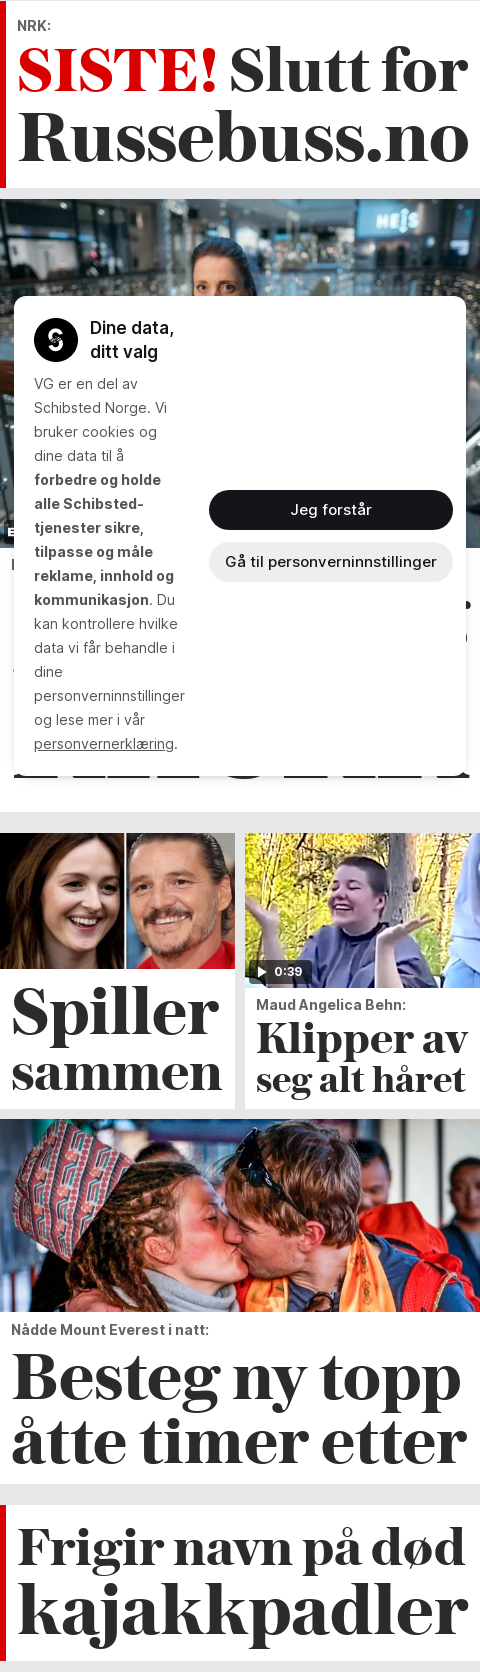 NRK:
SISTE! Slutt for
Russebuss.no
HEIS
Dine data,
ditt valg
VG er en del av
Schibsted Norge. Vi
bruker cookies og
dine data til å
forbedre og holde
alle Schibsted-
tjenester sikre,
tilpasse og måle
reklame, innhold og
kommunikasjon. Du
kan kontrollere hvilke
data vi får behandle i
dine
personverninnstillinger
og lese mer i vår
personvernerklæring.
Jeg forstår
Gå til personverninnstillinger
Spiller
sammen
0:39
Maud Angelica Behn:
Klipper av
seg alt håret
Nådde Mount Everest i natt:
Besteg ny topp
åtte timer etter
Frigir navn på død
kajakkpadler